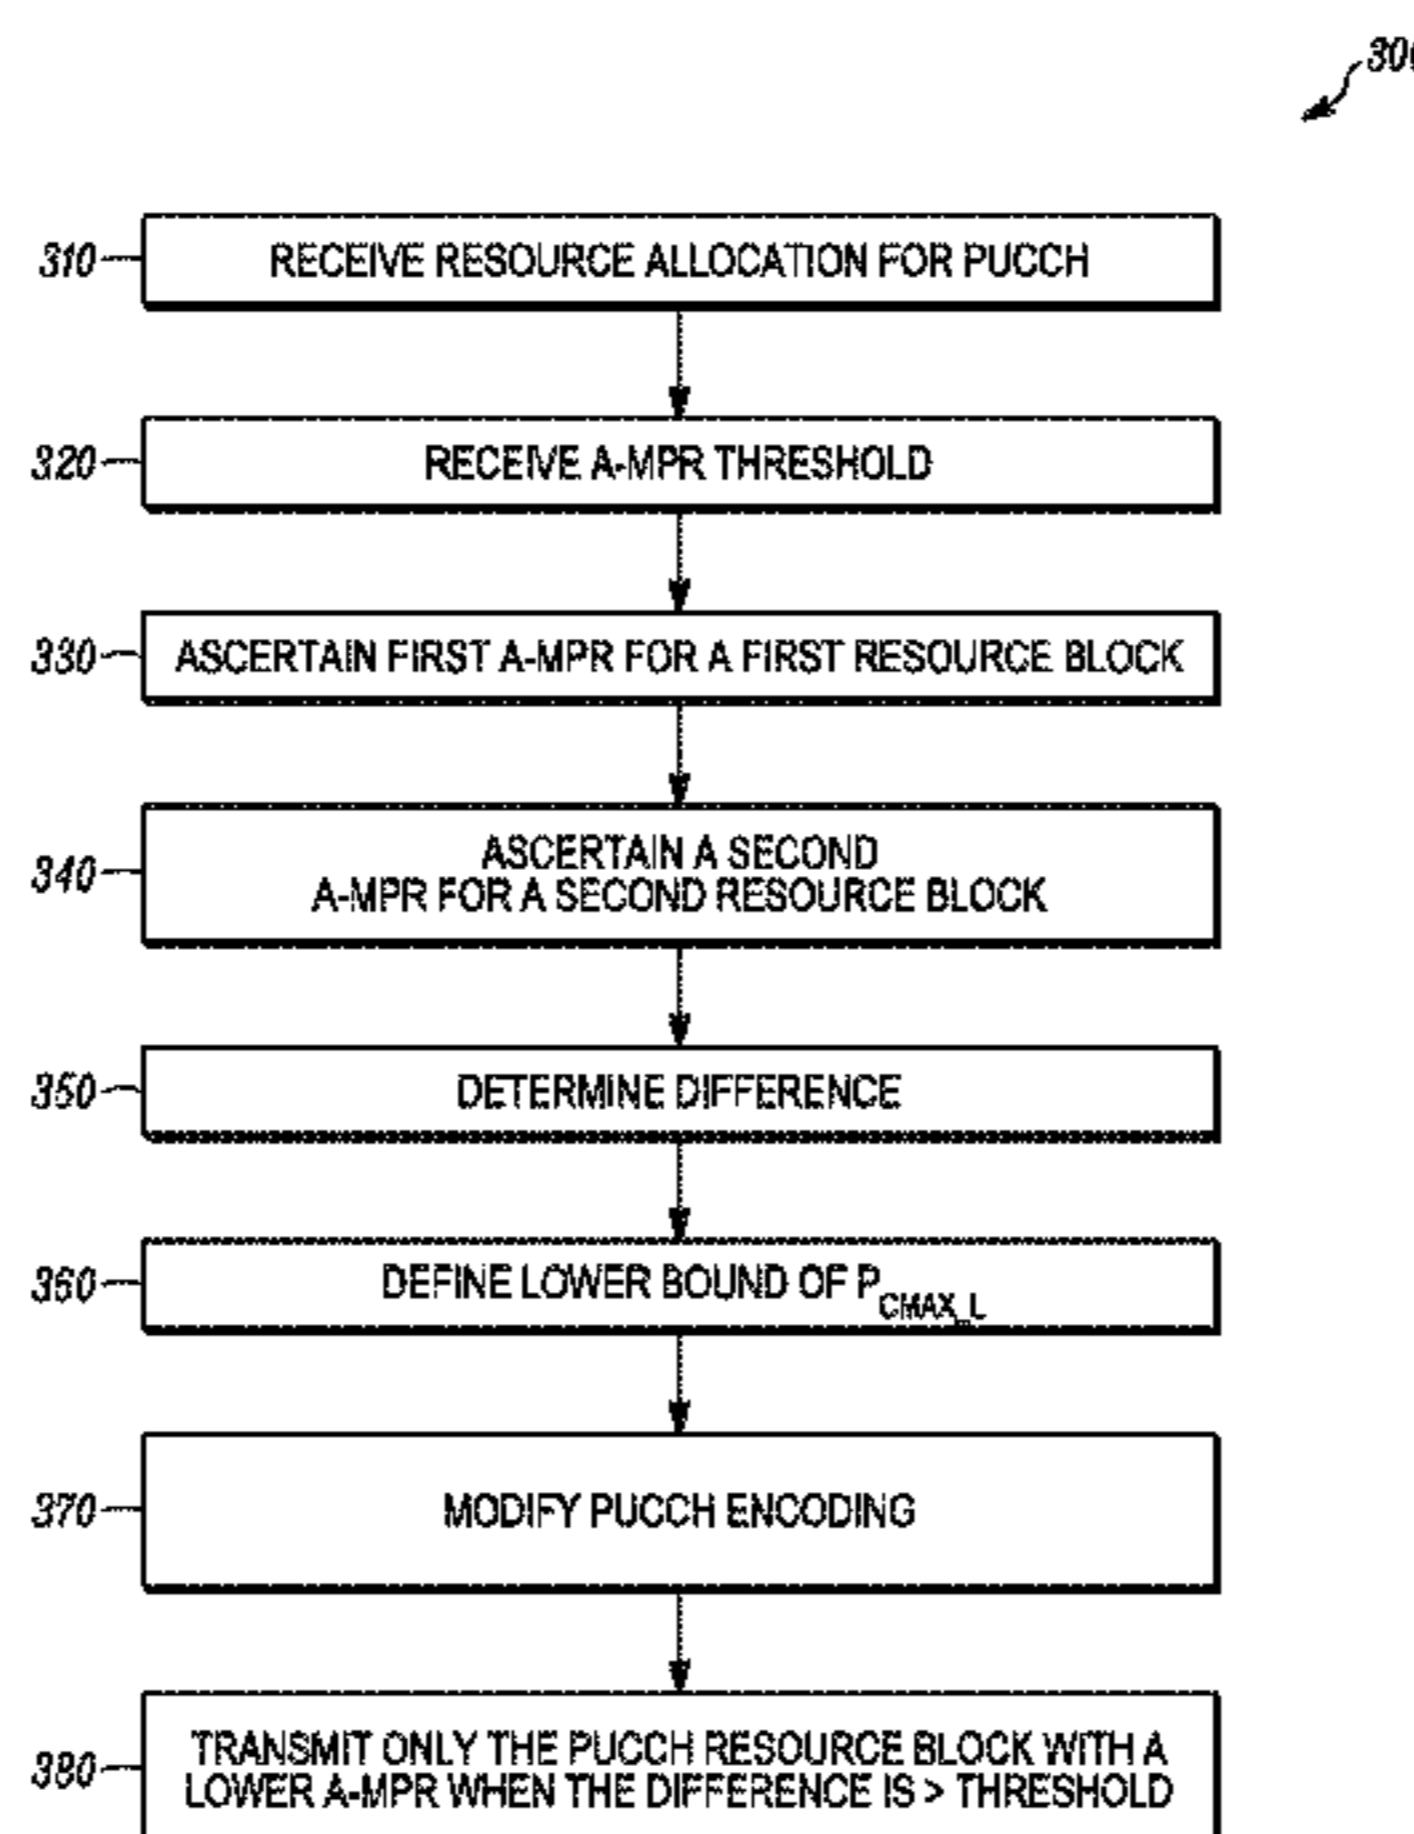 300
310
RECEIVE RESOURCE ALLOCATION FOR PUCCH
320
RECEIVE A-MPR THRESHOLD
330
ASCERTAIN FIRST A-MPR FOR A FIRST RESOURCE BLOCK
340
ASCERTAIN A SECOND
A-MPR FOR A SECOND RESOURCE BLOCK
350
DETERMINE DIFFERENCE
360
DEFINE LOWER BOUND OF P_CMAX_L
370
MODIFY PUCCH ENCODING
380
TRANSMIT ONLY THE PUCCH RESOURCE BLOCK WITH A
LOWER A-MPR WHEN THE DIFFERENCE IS > THRESHOLD